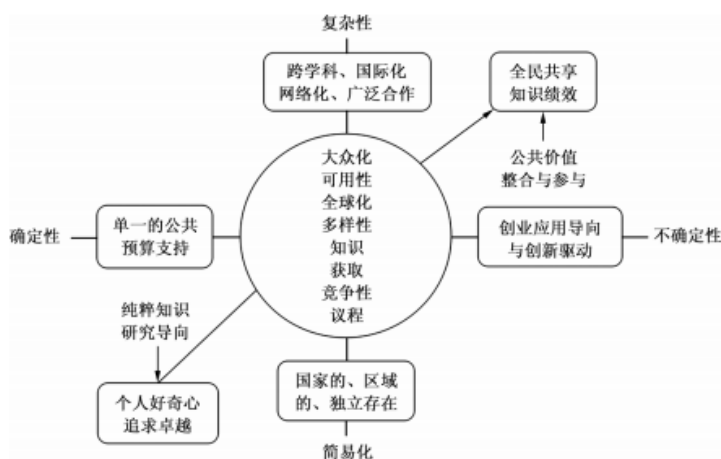 复杂性
跨学科、国际化
网络化、广泛合作
全民共享
知识绩效
公共价值
整合与参与
大众化
可用性
全球化
多样性
知识
获取
竞争性
议程
确定性
单一的公共
预算支持
创业应用导向
与创新驱动
不确定性
纯粹知识
研究导向
个人好奇心
追求卓越
国家的、区域
的、独立存在
简易化